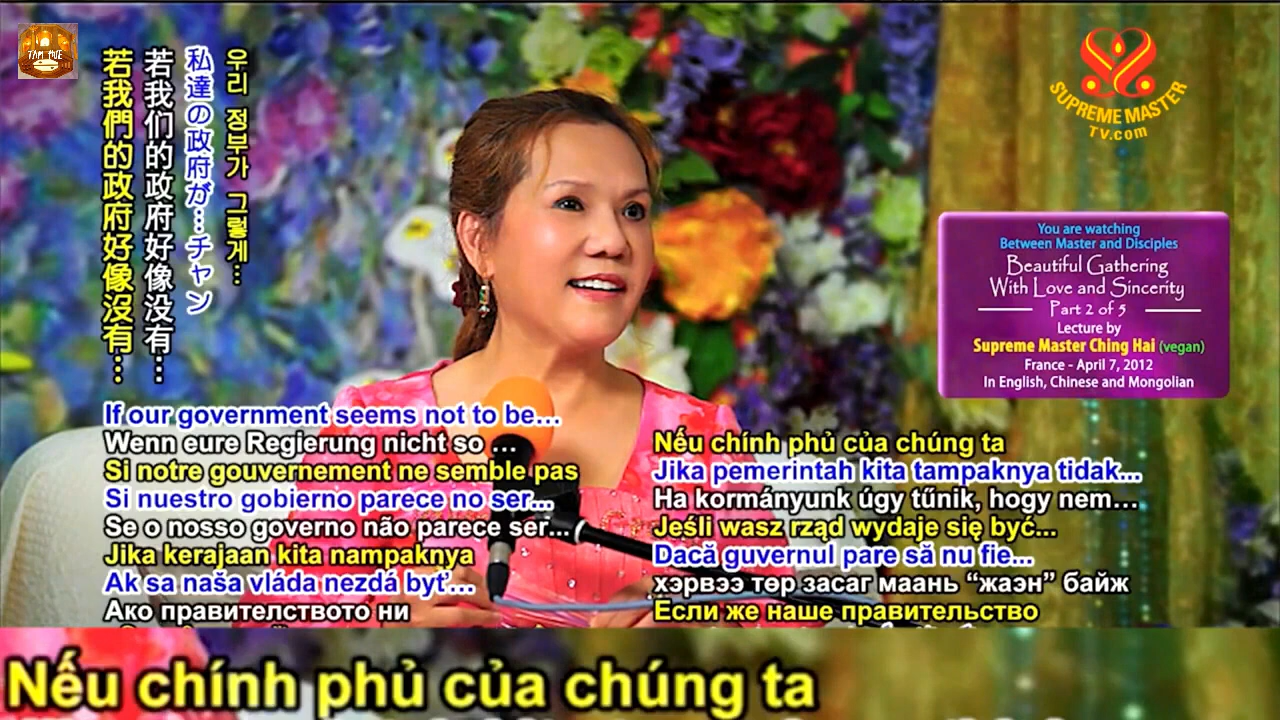 TÂM TUỆ
우리 정부가 그렇게…
私達の政府が…チャン
若我们的政府好像没有…
若我們的政府好像沒有…
SUPREME MASTER
TV.com
You are watching
Between Master and Disciples
Beautiful Gathering
With Love and Sincerity
Part 2 of 5
Lecture by
Supreme Master Ching Hai (vegan)
France - April 7, 2012
In English, Chinese and Mongolian
If our government seems not to be…
Wenn eure Regierung nicht so …
Si notre gouvernement ne semble pas
Si nuestro gobierno parece no ser...
Se o nosso governo não pareçe ser...
Jika kerajaan kita nampaknya
Ak sa naša vláda nezdá byť…
Ако правителството ни
Nếu chính phủ của chúng ta
Jika pemerintah kita tampaknya tidak...
Ha kormányunk úgy tűnik, hogy nem…
Jeśli wasz rząd wydaje się być...
Dacă guvernul pare să nu fie...
хэрвээ төр засаг маань “жаэн” байж
Если же наше правительство
Nếu chính phủ của chúng ta